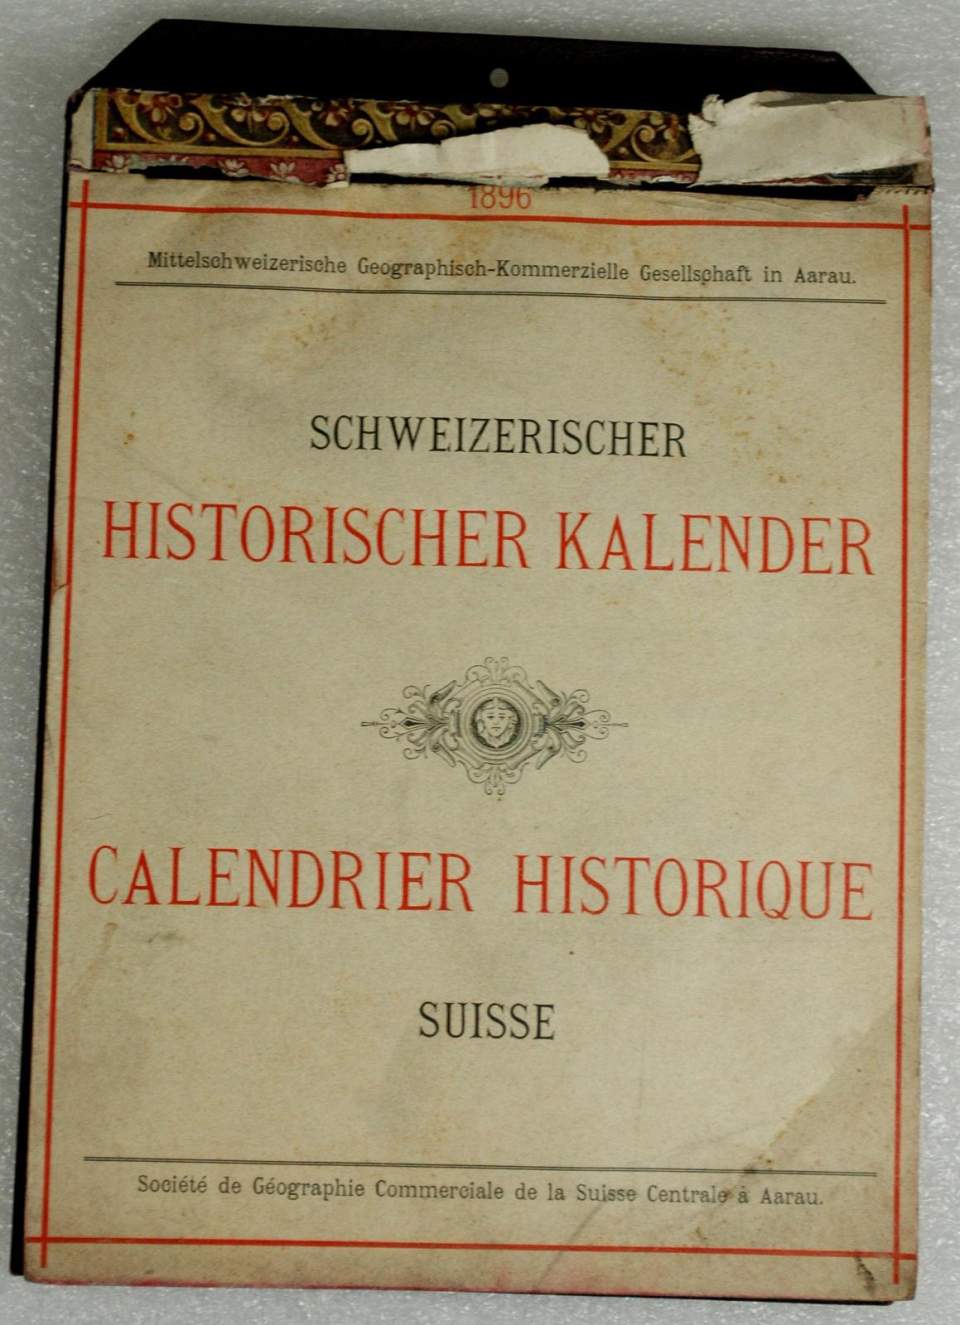 1896
Mittelschweizerische Geographisch-Kommerzielle Gesellschaft in Aarau.
SCHWEIZERISCHER
HISTORISCHER KALENDER
CALENDRIER HISTORIQUE
SUISSE
Société de Géographie Commerciale de la Suisse Centrale à Aarau.